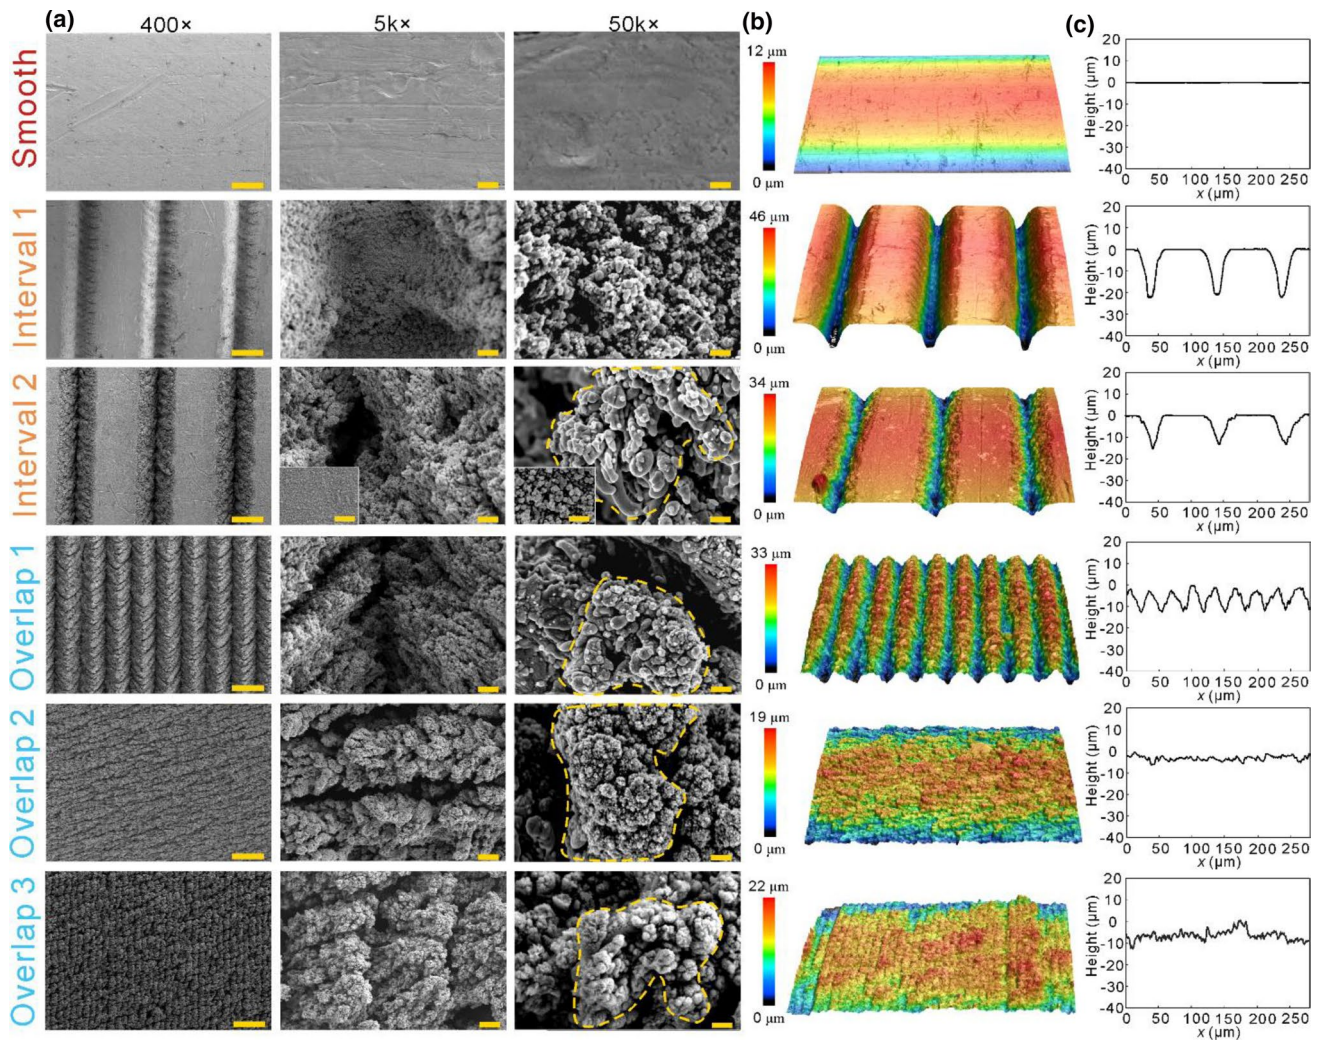 (a) 400× 5k× 50k× (b) (c)
Smooth
12 μm
0 μm
Height (μm)
20
10
0
-10
-20
-30
-40
0 50 100 150 200 250
x (μm)
Interval 1
46 μm
0 μm
Height (μm)
20
10
0
-10
-20
-30
-40
0 50 100 150 200 250
x (μm)
Interval 2
34 μm
0 μm
Height (μm)
20
10
0
-10
-20
-30
-40
0 50 100 150 200 250
x (μm)
Overlap 1
33 μm
0 μm
Height (μm)
20
10
0
-10
-20
-30
-40
0 50 100 150 200 250
x (μm)
Overlap 2
19 μm
0 μm
Height (μm)
20
10
0
-10
-20
-30
-40
0 50 100 150 200 250
x (μm)
Overlap 3
22 μm
0 μm
Height (μm)
20
10
0
-10
-20
-30
-40
0 50 100 150 200 250
x (μm)